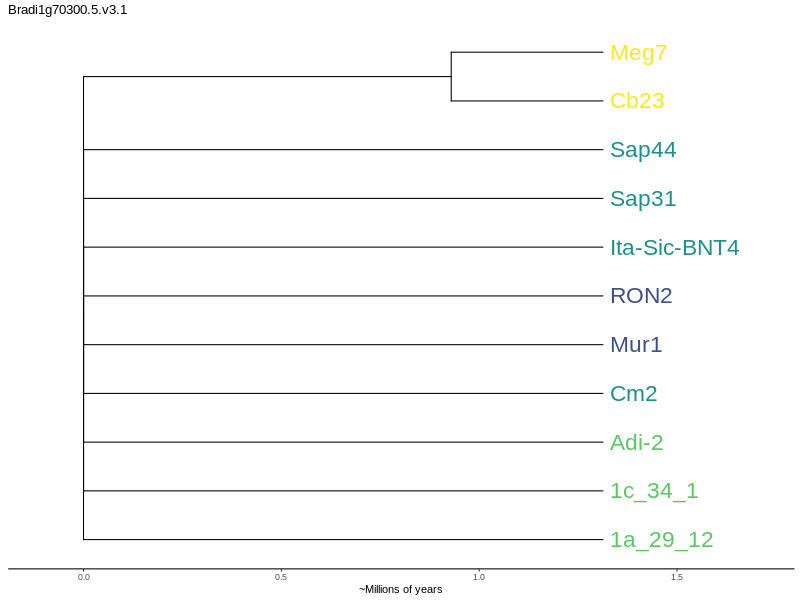 Bradi1g70300.5.v3.1
Meg7
Cb23
Sap44
Sap31
Ita-Sic-BNT4
RON2
Mur1
Cm2
Adi-2
1c_34_1
1a_29_12
0.0 0.5 1.0 1.5
~Millions of years